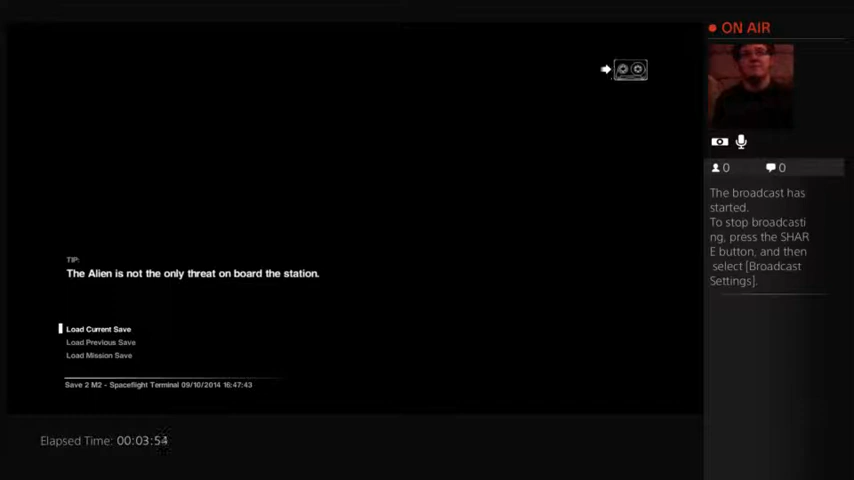 ON AIR
0 0
The broadcast has
started.
To stop broadcasti
ng, press the SHAR
E button, and then
select [Broadcast
Settings].
TIP:
The Alien is not the only threat on board the station.
Load Current Save
Load Previous Save
Load Mission Save
Save 2 M2 - Spaceflight Terminal 09/10/2014 16:47:43
Elapsed Time: 00:03:54